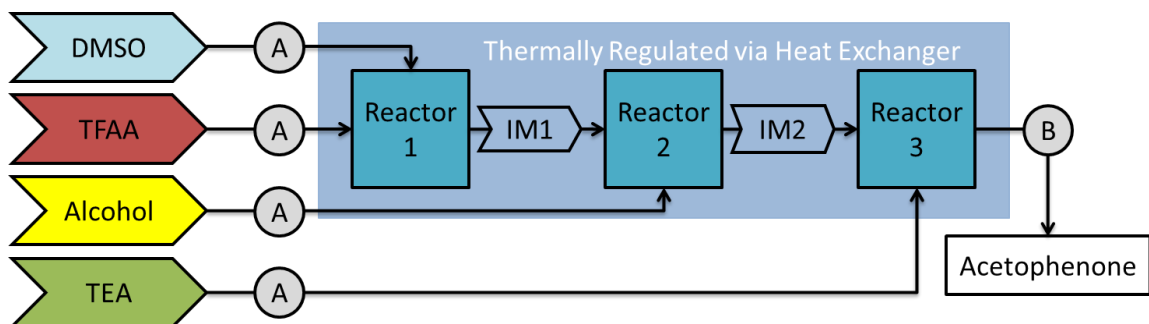 DMSO
A
Thermally Regulated via Heat Exchanger
TFAA
A
Reactor
1
IM1
Reactor
2
IM2
Reactor
3
B
Alcohol
A
Acetophenone
TEA
A